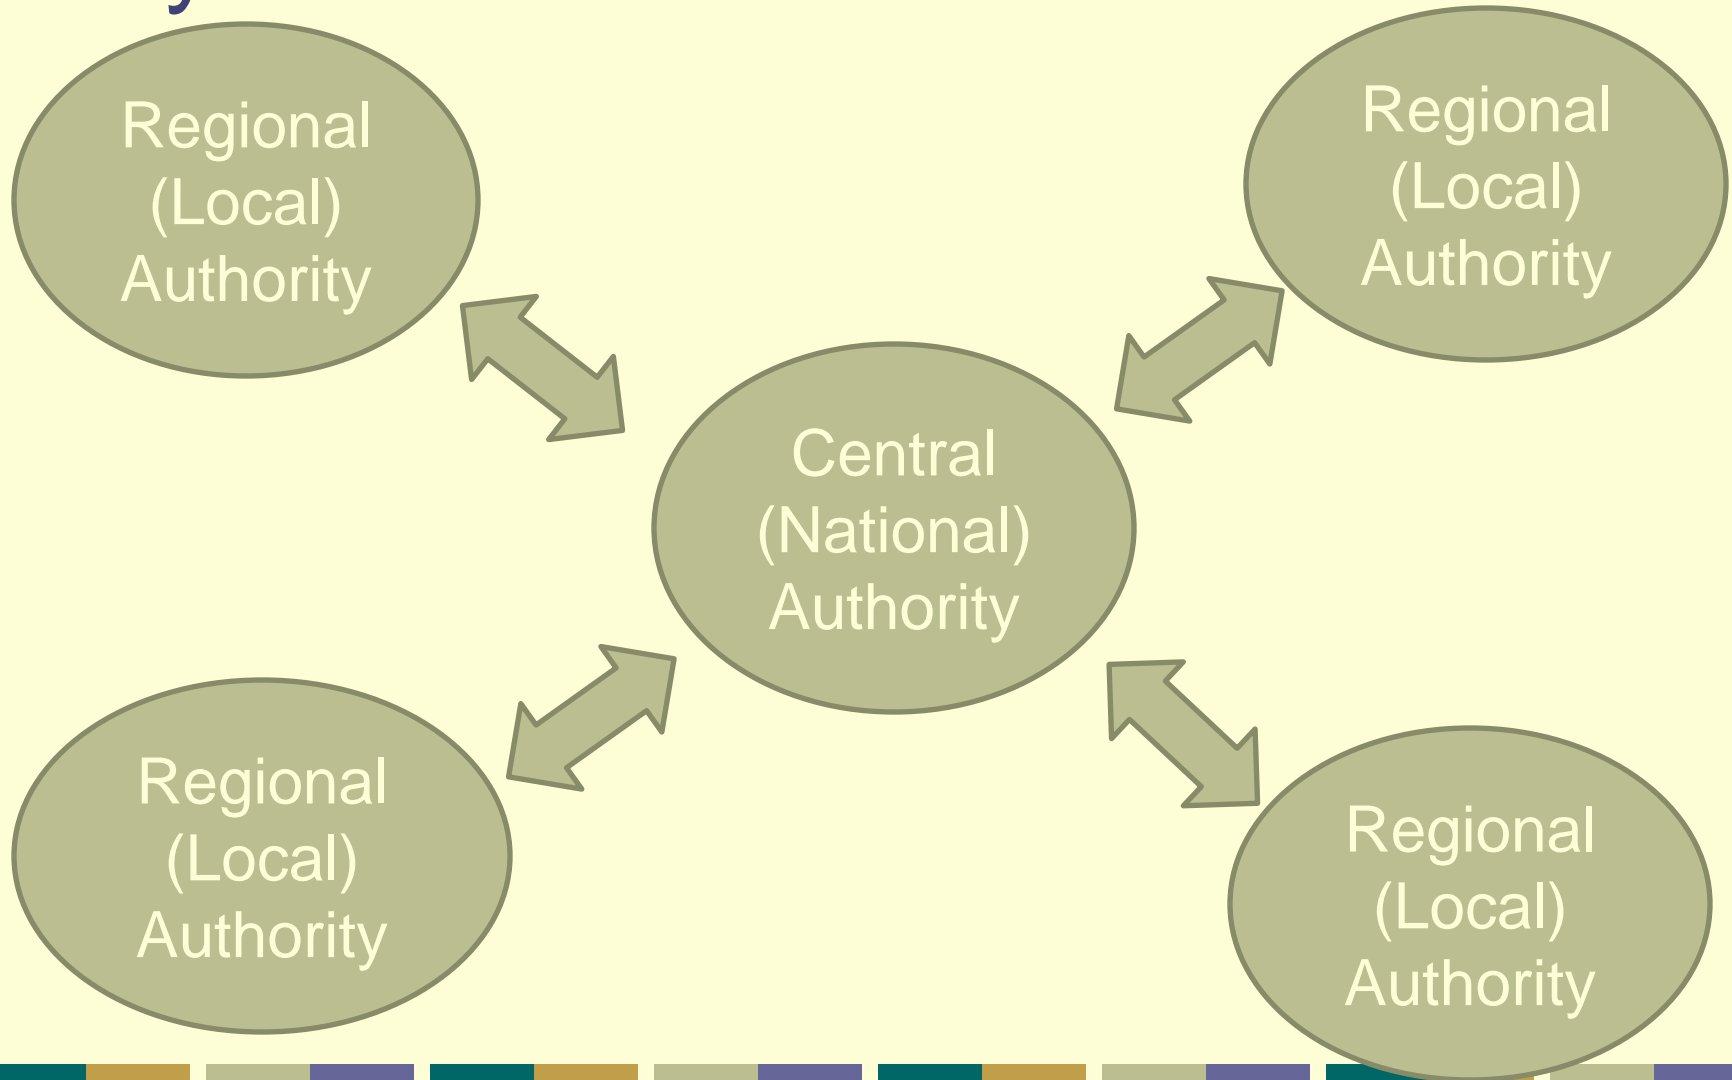 Regional
(Local)
Authority
Regional
(Local)
Authority
Central
(National)
Authority
Regional
(Local)
Authority
Regional
(Local)
Authority